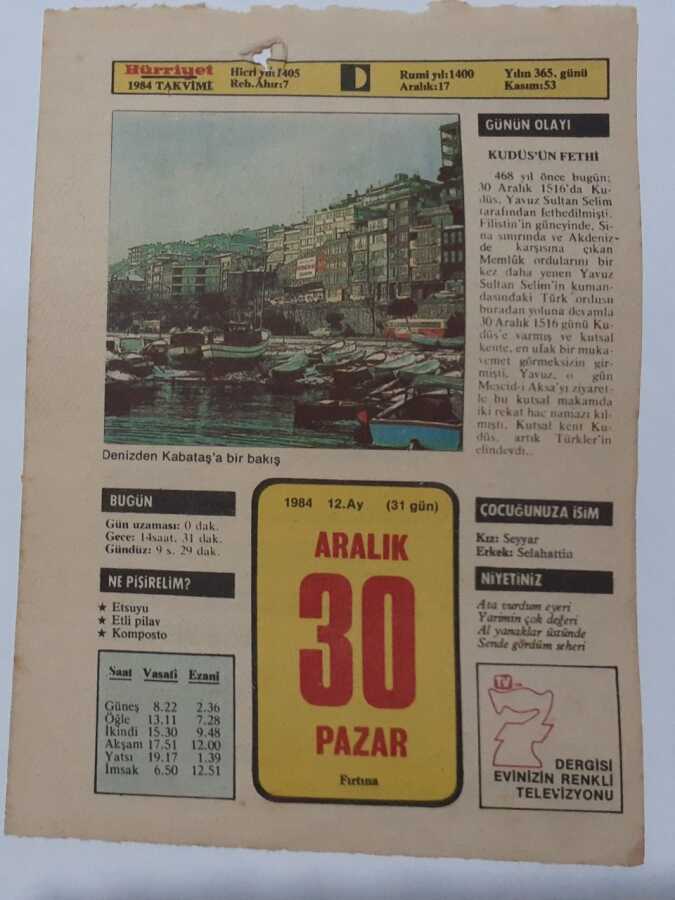 Hürriyet
1984 TAKVİMİ
Hicri yıl:1405
Reb. Âhır:7
D
Rumi yıl:1400
Aralık:17
Yılın 365. günü
Kasım:53
Denizden Kabataş'a bir bakış
GÜNÜN OLAYI
KUDÜS'ÜN FETHİ
468 yıl önce bugün;
30 Aralık 1516'da Ku-
düs, Yavuz Sultan Selim
tarafından fethedilmişti.
Filistin'in güneyinde, Si-
na sınırında ve Akdeniz-
de karşısına çıkan
Memlûk ordularını bir
kez daha yenen Yavuz
Sultan Selim'in kuman-
dasındaki Türk ordusu
buradan yoluna devamla
30 Aralık 1516 günü Ku-
düs'e varmış ve kutsal
kente, en ufak bir muka-
vemet görmeksizin gir-
mişti. Yavuz, o gün
Mescid-i Aksa'yı ziyaret-
le bu kutsal makamda
iki rekat hac namazı kıl-
mıştı. Kutsal kent Ku-
düs, artık Türkler'in
elindeydi..
BUGÜN
Gün uzaması: 0 dak.
Gece: 14saat. 31 dak.
Gündüz: 9 s. 29 dak.
NE PİŞİRELİM?
★ Etsuyu
★ Etli pilav
★ Komposto
Saat Vasati Ezani
Güneş 8.22 2.36
Öğle 13.11 7.28
İkindi 15.30 9.48
Akşam 17.51 12.00
Yatsı 19.17 1.39
İmsak 6.50 12.51
1984 12.Ay (31 gün)
ARALIK
30
PAZAR
Fırtına
ÇOCUĞUNUZA İSİM
Kız: Seyyar
Erkek: Selahattin
NİYETİNİZ
Ata vurdum eyeri
Yarimin çok değeri
Al yanaklar üstünde
Sende gördüm seheri
TV
DERGİSİ
EVİNİZİN RENKLİ
TELEVİZYONU